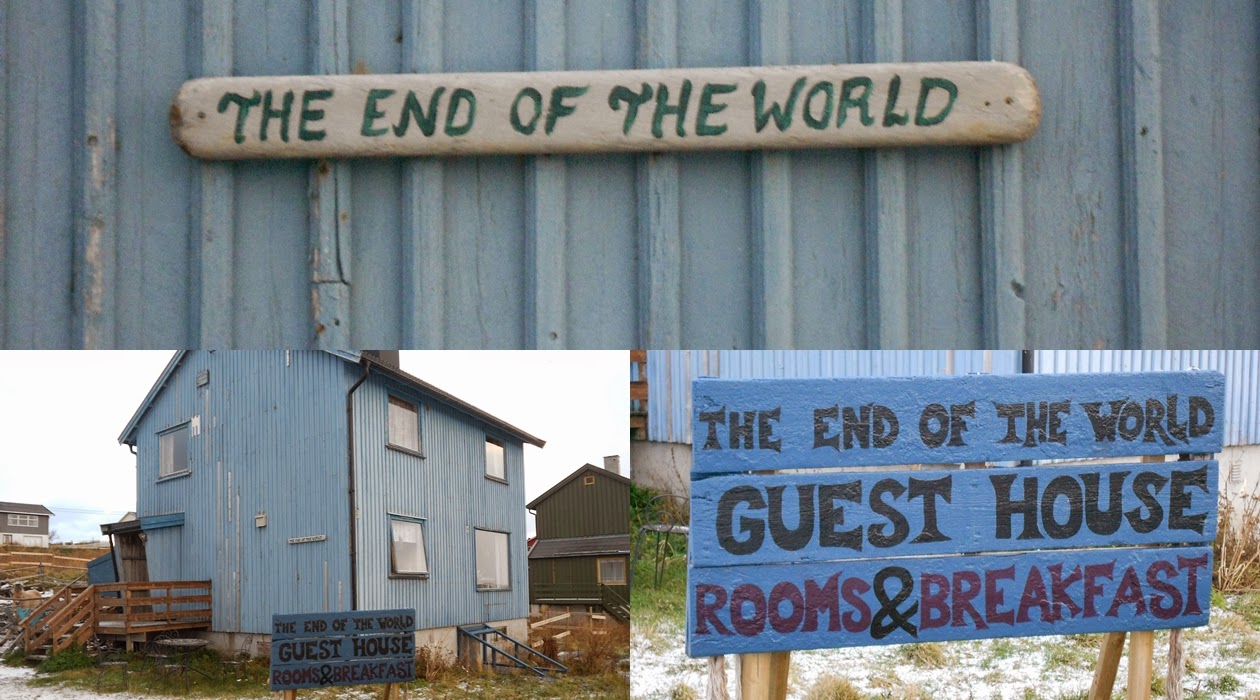 THE END OF THE WORLD
THE END OF THE WORLD
GUEST HOUSE
ROOMS & BREAKFAST
THE END OF THE WORLD
GUEST HOUSE
ROOMS & BREAKFAST